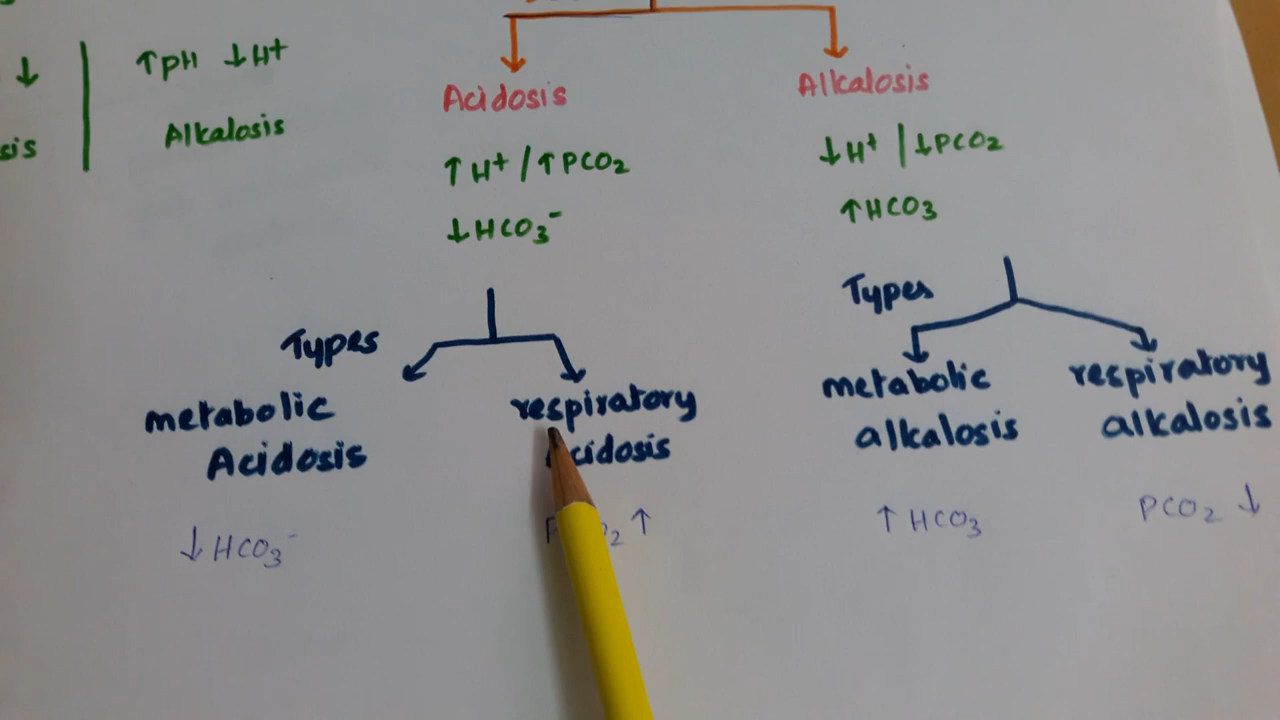 ↓
↑pH ↓H⁺
Alkalosis
Acidosis
↑H⁺ / ↑PCO₂
↓HCO₃⁻
Types
metabolic
Acidosis
↓HCO₃⁻
respiratory
acidosis
↑
Alkalosis
↓H⁺ / ↓PCO₂
↑HCO₃
Types
metabolic
alkalosis
↑HCO₃
respiratory
alkalosis
PCO₂ ↓